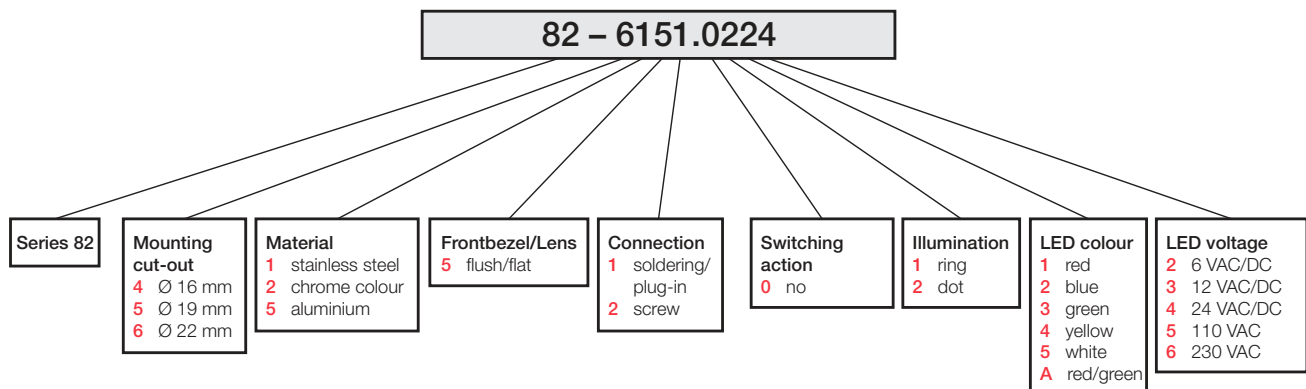 82 – 6151.0224
Series 82
Mounting
cut-out
4 Ø 16 mm
5 Ø 19 mm
6 Ø 22 mm
Material
1 stainless steel
2 chrome colour
5 aluminium
Frontbezel/Lens
5 flush/flat
Connection
1 soldering/
plug-in
2 screw
Switching
action
0 no
Illumination
1 ring
2 dot
LED colour
1 red
2 blue
3 green
4 yellow
5 white
A red/green
LED voltage
2 6 VAC/DC
3 12 VAC/DC
4 24 VAC/DC
5 110 VAC
6 230 VAC